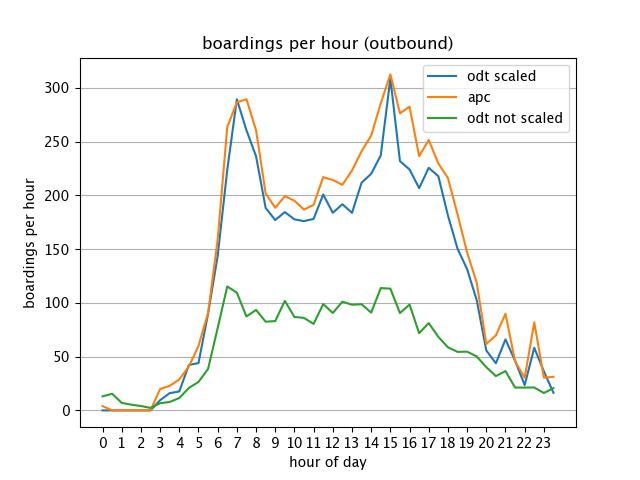 boardings per hour (outbound)
odt scaled
apc
odt not scaled
boardings per hour
300
250
200
150
100
50
0
0 1 2 3 4 5 6 7 8 9 10 11 12 13 14 15 16 17 18 19 20 21 22 23
hour of day